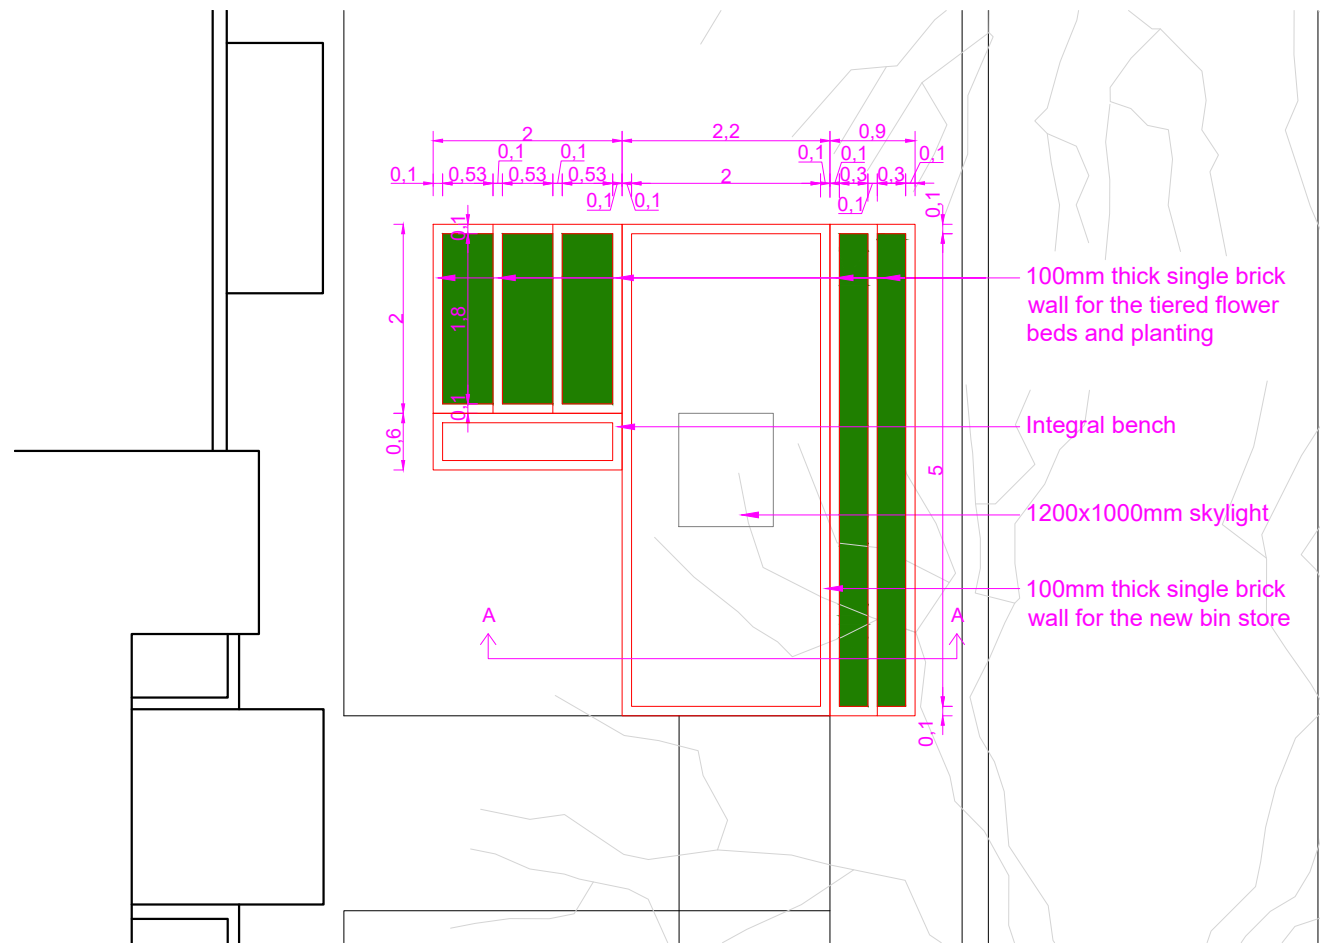 2
2,2
0,9
0,1
0,1
0,1
0,1
0,1
0,1
0,53
0,53
0,53
2
0,3
0,3
0,1
0,1
0,1
0,1
0,1
100mm thick single brick
wall for the tiered flower
beds and planting
2
1,8
0,1
0,6
Integral bench
5
1200x1000mm skylight
100mm thick single brick
wall for the new bin store
A
A
0,1